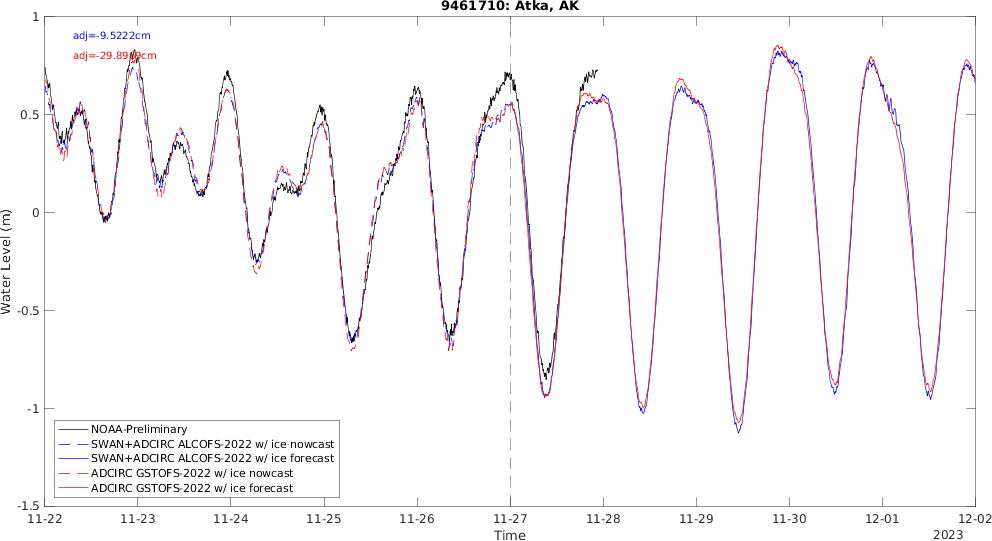 9461710: Atka, AK
adj=-9.5222cm
Water Level (m)
1
0.5
0
-0.5
-1
-1.5
NOAA-Preliminary
SWAN+ADCIRC ALCOFS-2022 w/ ice nowcast
SWAN+ADCIRC ALCOFS-2022 w/ ice forecast
ADCIRC GSTOFS-2022 w/ ice nowcast
ADCIRC GSTOFS-2022 w/ ice forecast
11-22 11-23 11-24 11-25 11-26 11-27 11-28 11-29 11-30 12-01 12-02
Time
2023